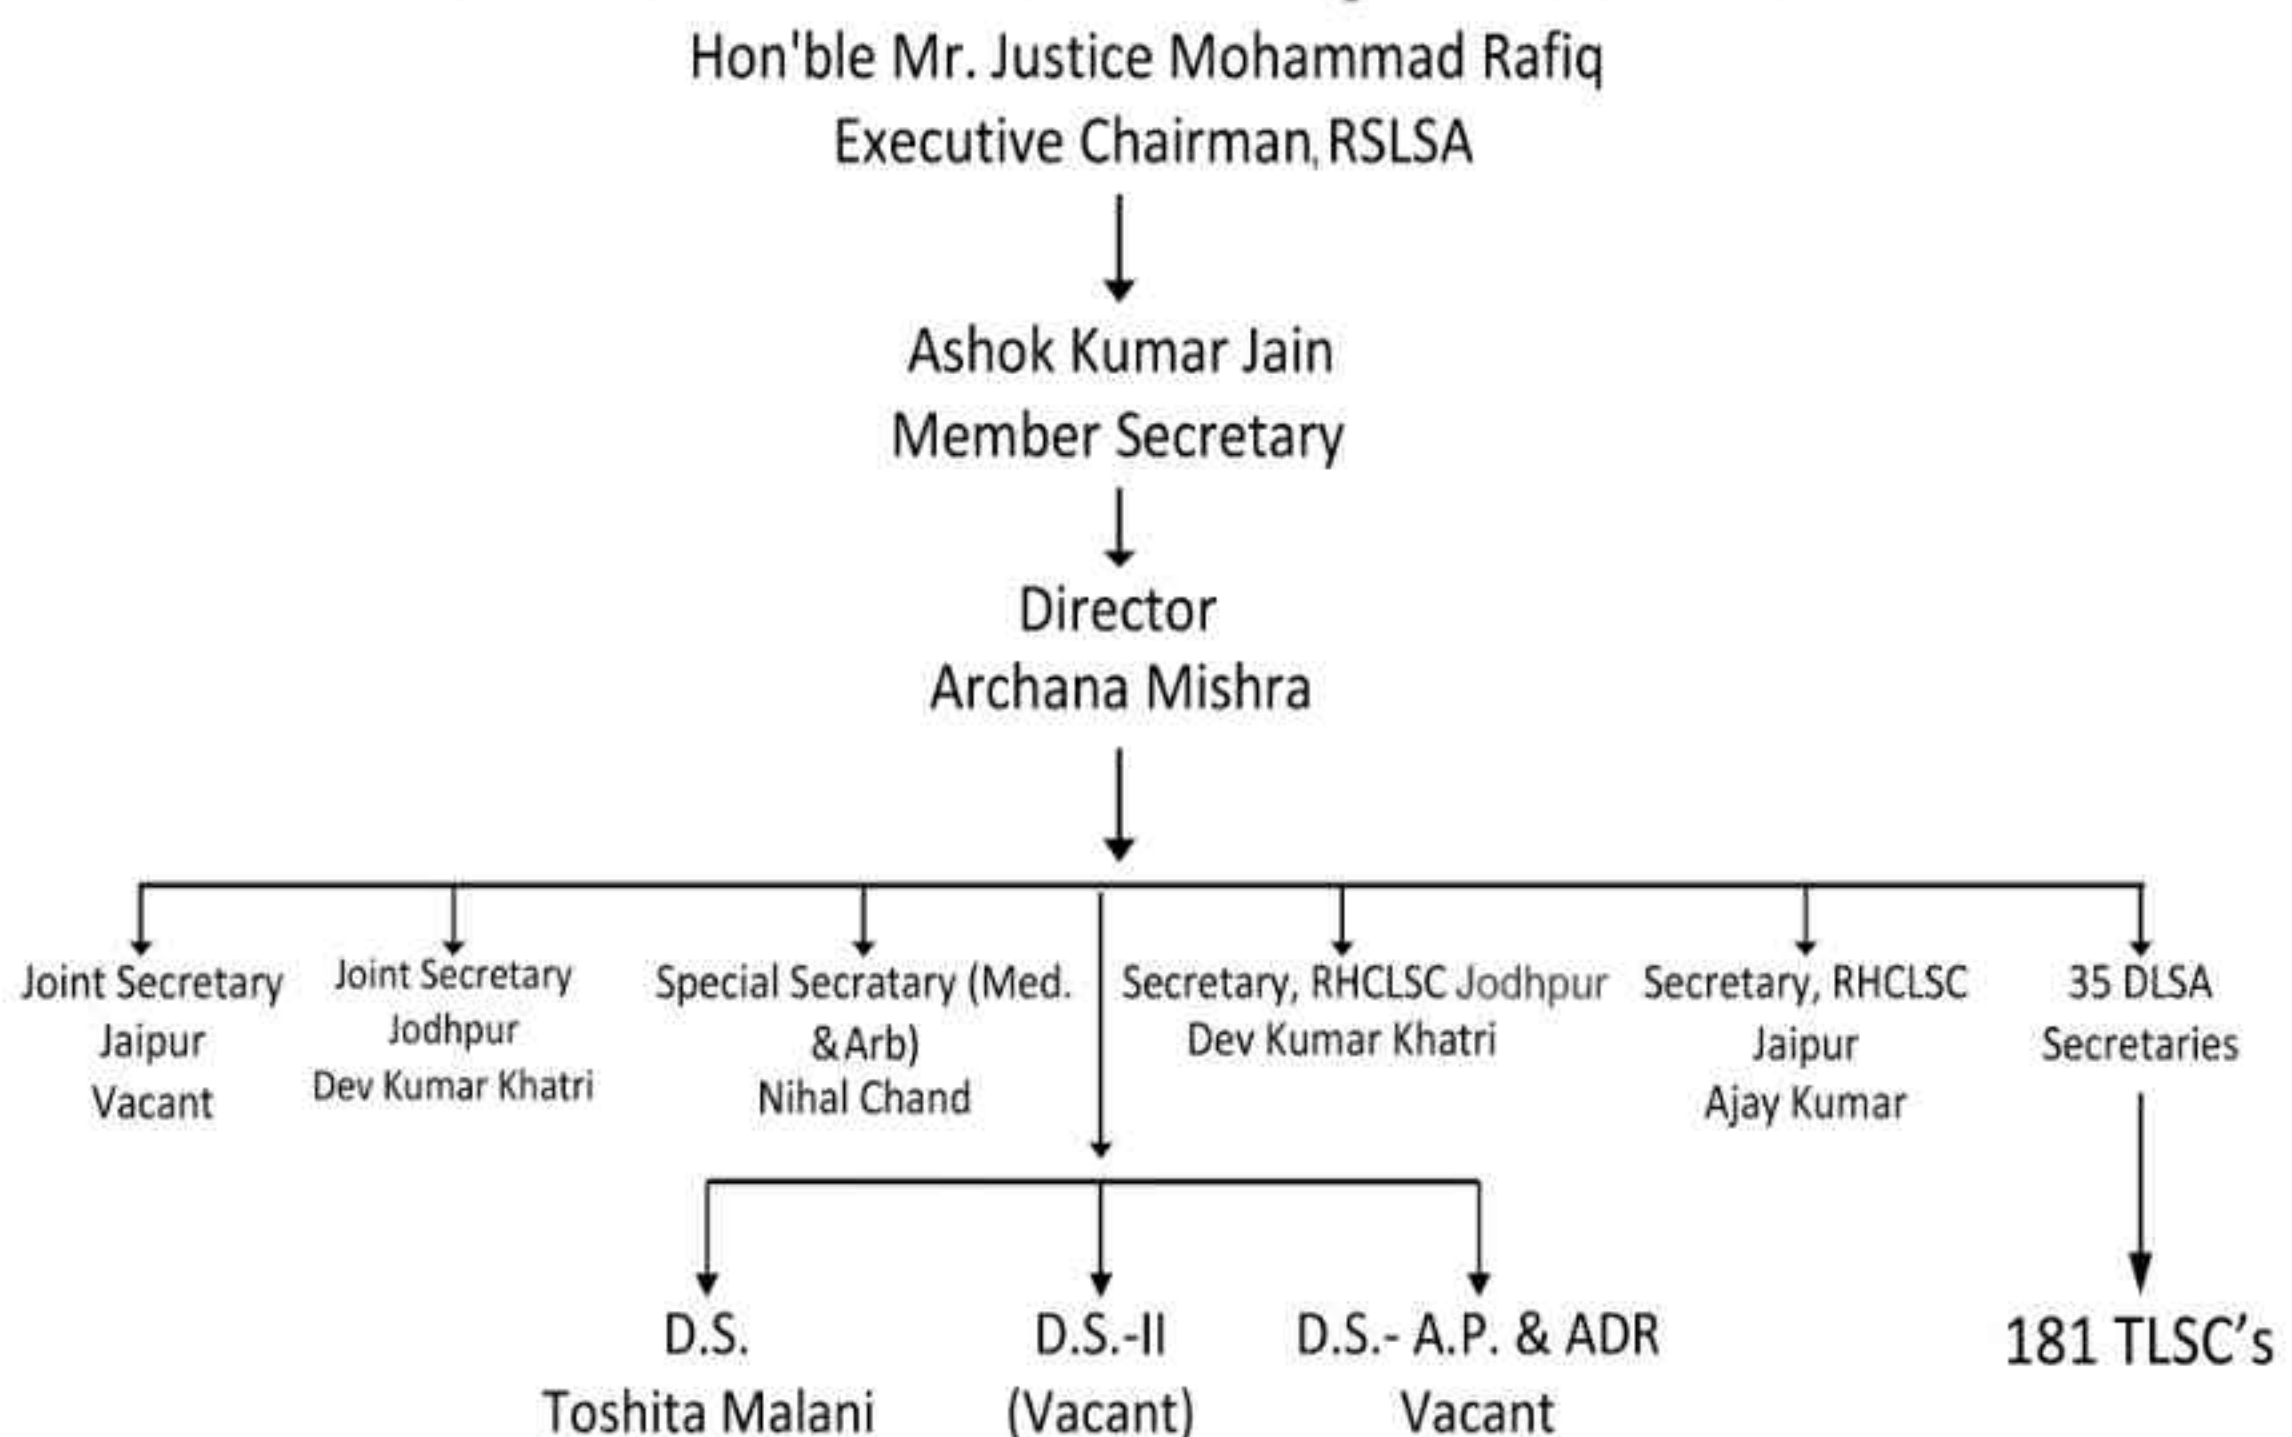 Hon'ble Mr. Justice Mohammad Rafiq
Executive Chairman, RSLSA
Ashok Kumar Jain
Member Secretary
Director
Archana Mishra
Joint Secretary
Jaipur
Vacant
Joint Secretary
Jodhpur
Dev Kumar Khatri
Special Secratary (Med.
&Arb)
Nihal Chand
Secretary, RHCLSC Jodhpur
Dev Kumar Khatri
Secretary, RHCLSC
Jaipur
Ajay Kumar
35 DLSA
Secretaries
D.S.
Toshita Malani
D.S.-II
(Vacant)
D.S.- A.P. & ADR
Vacant
181 TLSC’s